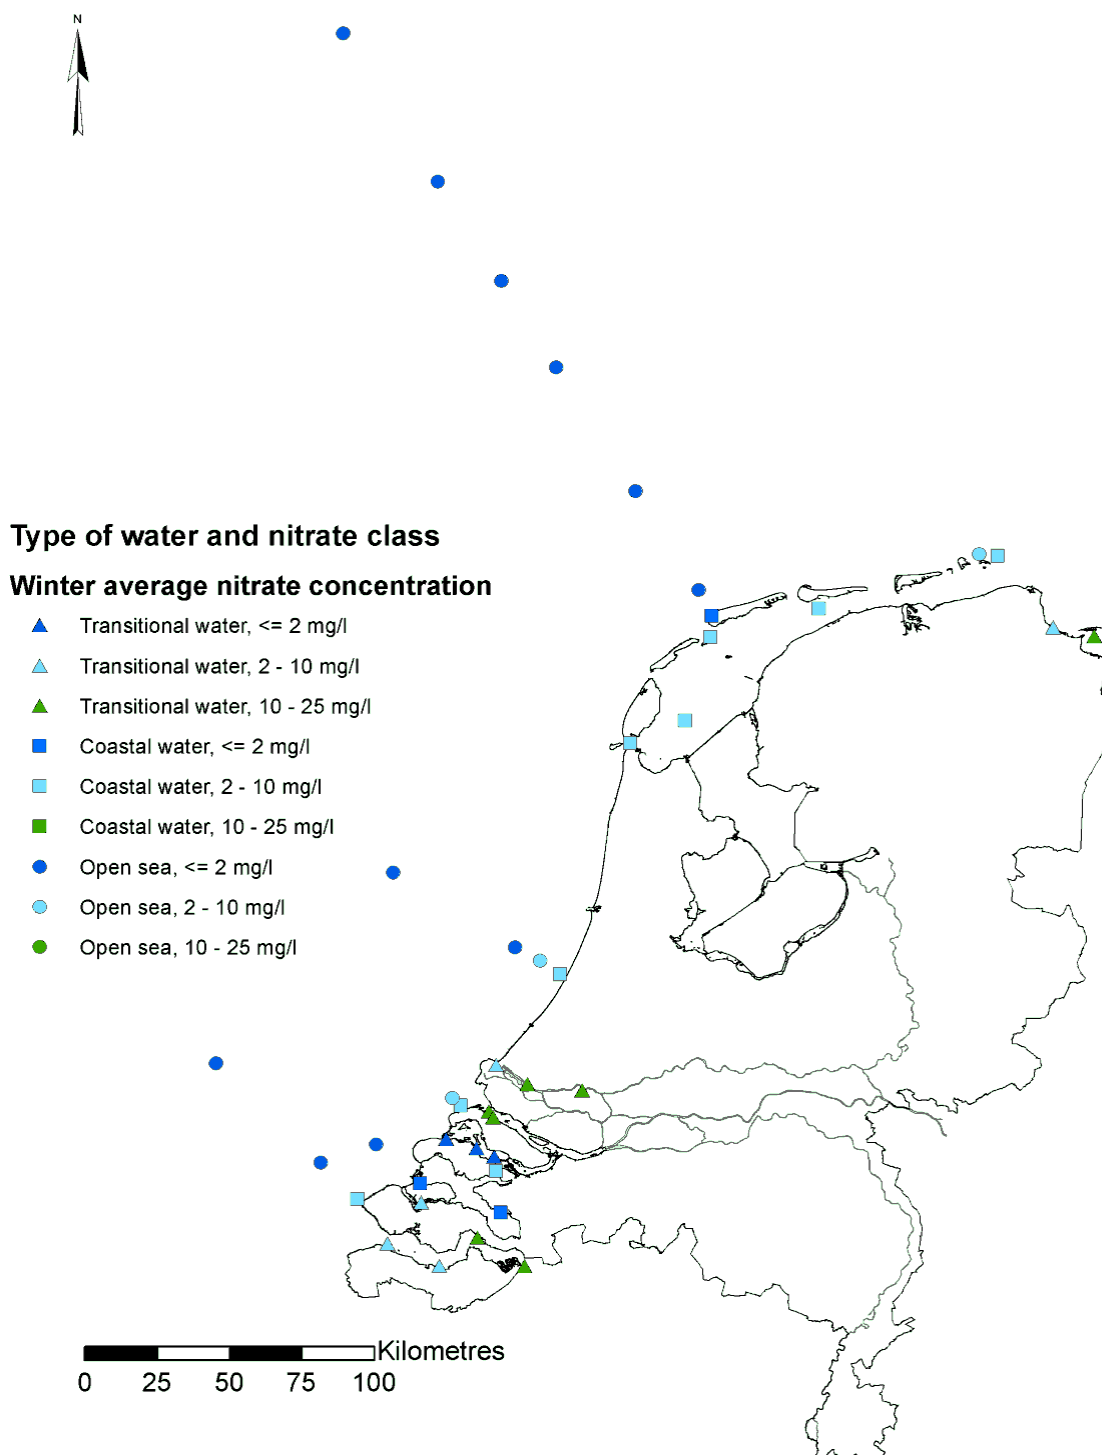 N
Type of water and nitrate class
Winter average nitrate concentration
Transitional water, <= 2 mg/l
Transitional water, 2 - 10 mg/l
Transitional water, 10 - 25 mg/l
Coastal water, <= 2 mg/l
Coastal water, 2 - 10 mg/l
Coastal water, 10 - 25 mg/l
Open sea, <= 2 mg/l
Open sea, 2 - 10 mg/l
Open sea, 10 - 25 mg/l
Kilometres
0 25 50 75 100